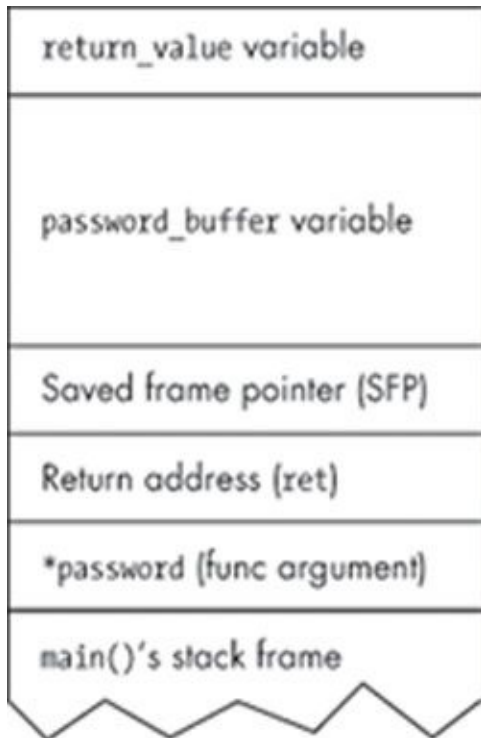 return_value variable
password_buffer variable
Saved frame pointer (SFP)
Return address (ret)
*password (func argument)
main()'s stack frame